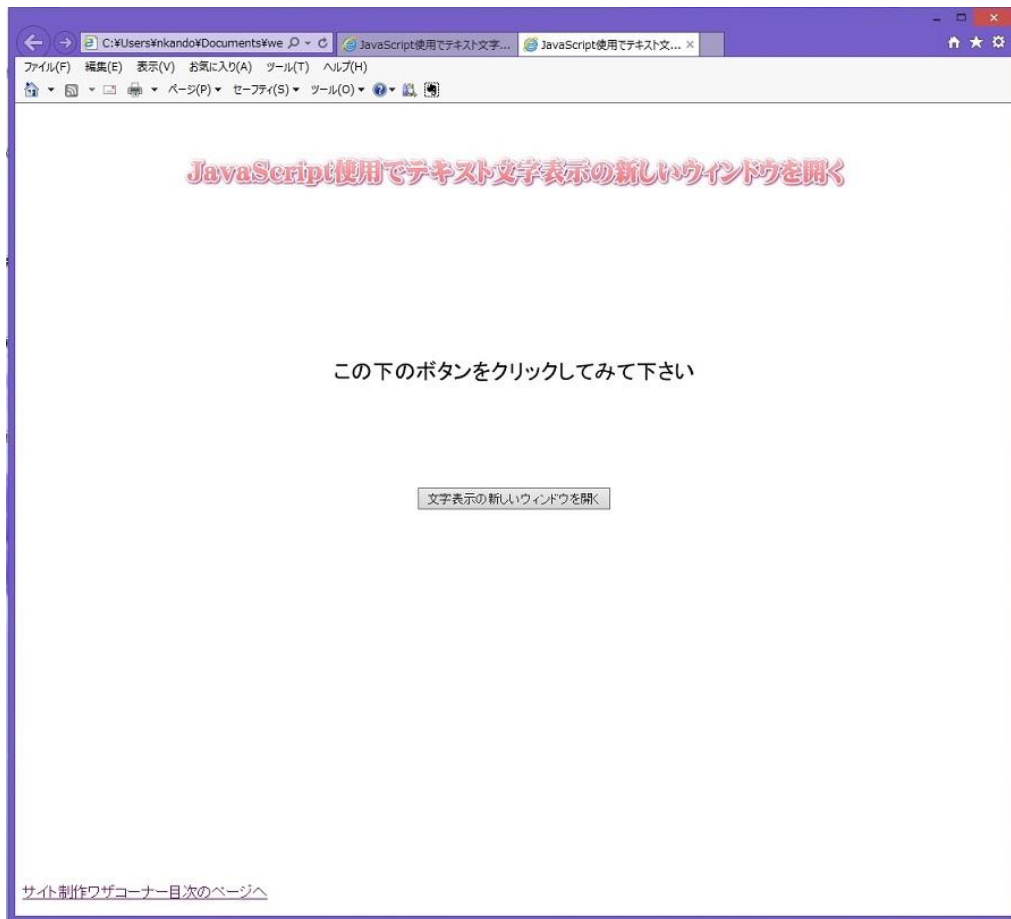 C:¥Users¥nkando¥Documents¥we
JavaScript使用でテキスト文字...
JavaScript使用でテキスト文...
ファイル(F) 編集(E) 表示(V) お気に入り(A) ツール(T) ヘルプ(H)
ページ(P) セーフティ(S) ツール(O)
JavaScript使用でテキスト文字表示の新しいウィンドウを開く
この下のボタンをクリックしてみて下さい
文字表示の新しいウィンドウを開く
サイト制作ワザコーナー目次のページへ